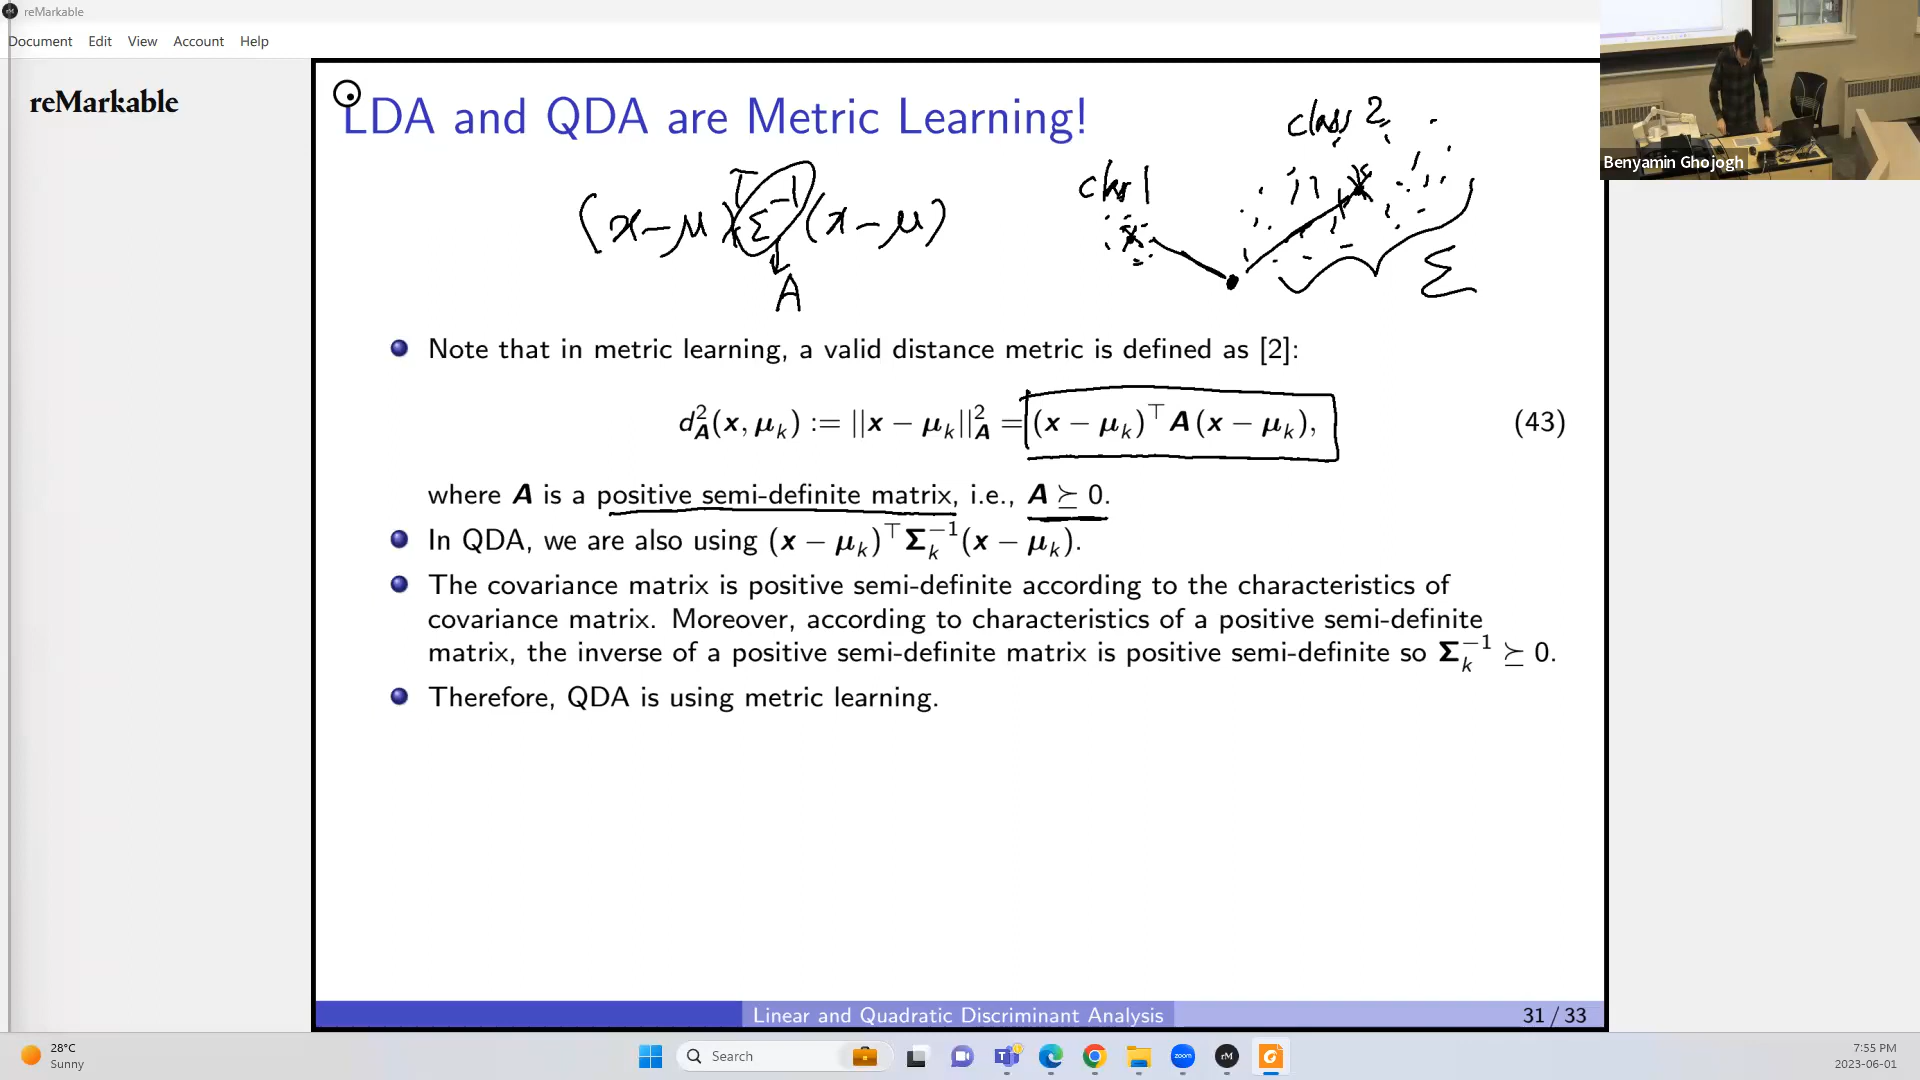 reMarkable
Document Edit View Account Help
reMarkable
LDA and QDA are Metric Learning!
class 2
class 1
(x-μ)ᵀΣ⁻¹(x-μ)
A
Σ
Note that in metric learning, a valid distance metric is defined as [2]:
d²_A(x, μ_k) := ||x − μ_k||²_A = (x − μ_k)^⊤ A (x − μ_k), (43)
where A is a positive semi-definite matrix, i.e., A ⪰ 0.
In QDA, we are also using (x − μ_k)^⊤ Σ_k^{−1} (x − μ_k).
The covariance matrix is positive semi-definite according to the characteristics of
covariance matrix. Moreover, according to characteristics of a positive semi-definite
matrix, the inverse of a positive semi-definite matrix is positive semi-definite so Σ_k^{−1} ⪰ 0.
Therefore, QDA is using metric learning.
Linear and Quadratic Discriminant Analysis 31 / 33
Benyamin Ghojogh
28°C
Sunny
Search
zoom
rM
7:55 PM
2023-06-01